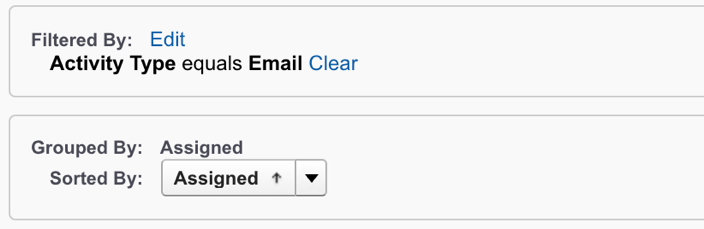 Filtered By: Edit
Activity Type equals Email Clear
Grouped By: Assigned
Sorted By: Assigned ↑